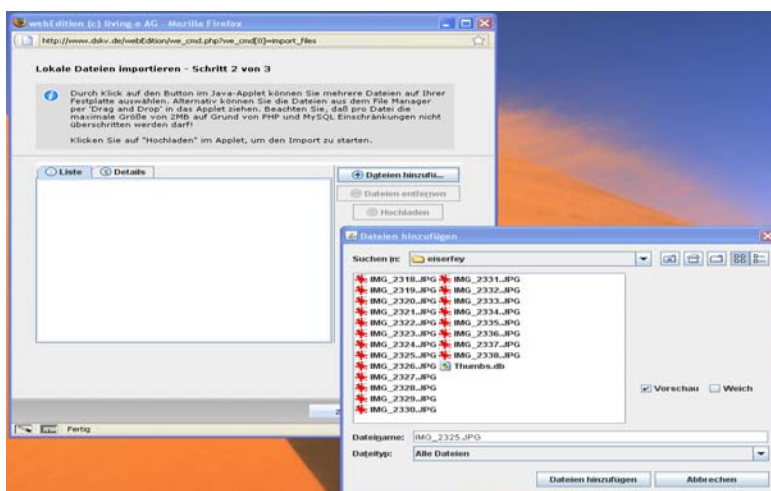 webEdition (c) living-e AG - Mozilla Firefox
http://www.dskv.de/webEdition/we_cmd.php?we_cmd[0]=import_files
Lokale Dateien importieren - Schritt 2 von 3
Durch Klick auf den Button im Java-Applet können Sie mehrere Dateien auf Ihrer
Festplatte auswählen. Alternativ können Sie die Dateien aus dem File Manager
per 'Drag and Drop' in das Applet ziehen. Beachten Sie, daß pro Datei die
maximale Größe von 2MB auf Grund von PHP und MySQL Einschränkungen nicht
überschritten werden darf!
Klicken Sie auf "Hochladen" im Applet, um den Import zu
starten.
Liste Details
Dateien hinzufü...
Dateien entfernen
Hochladen
Fertig
Dateien hinzufügen
Suchen in: eiserfey
IMG_2318.JPG IMG_2331.JPG
IMG_2319.JPG IMG_2332.JPG
IMG_2320.JPG IMG_2333.JPG
IMG_2321.JPG IMG_2334.JPG
IMG_2322.JPG IMG_2335.JPG
IMG_2323.JPG IMG_2336.JPG
IMG_2324.JPG IMG_2337.JPG
IMG_2325.JPG IMG_2338.JPG
IMG_2326.JPG Thumbs.db
IMG_2327.JPG
IMG_2328.JPG
IMG_2329.JPG
IMG_2330.JPG
Vorschau Weich
Dateiname: IMG_2325.JPG
Dateityp: Alle Dateien
Dateien hinzufügen Abbrechen